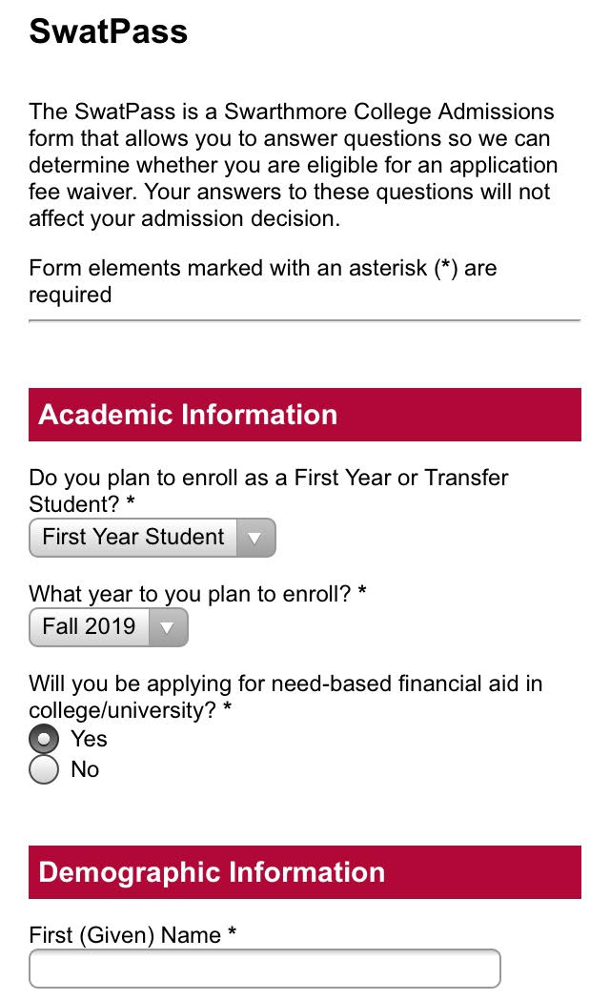 SwatPass
The SwatPass is a Swarthmore College Admissions
form that allows you to answer questions so we can
determine whether you are eligible for an application
fee waiver. Your answers to these questions will not
affect your admission decision.
Form elements marked with an asterisk (*) are
required
Academic Information
Do you plan to enroll as a First Year or Transfer
Student? *
First Year Student
What year to you plan to enroll? *
Fall 2019
Will you be applying for need-based financial aid in
college/university? *
Yes
No
Demographic Information
First (Given) Name *